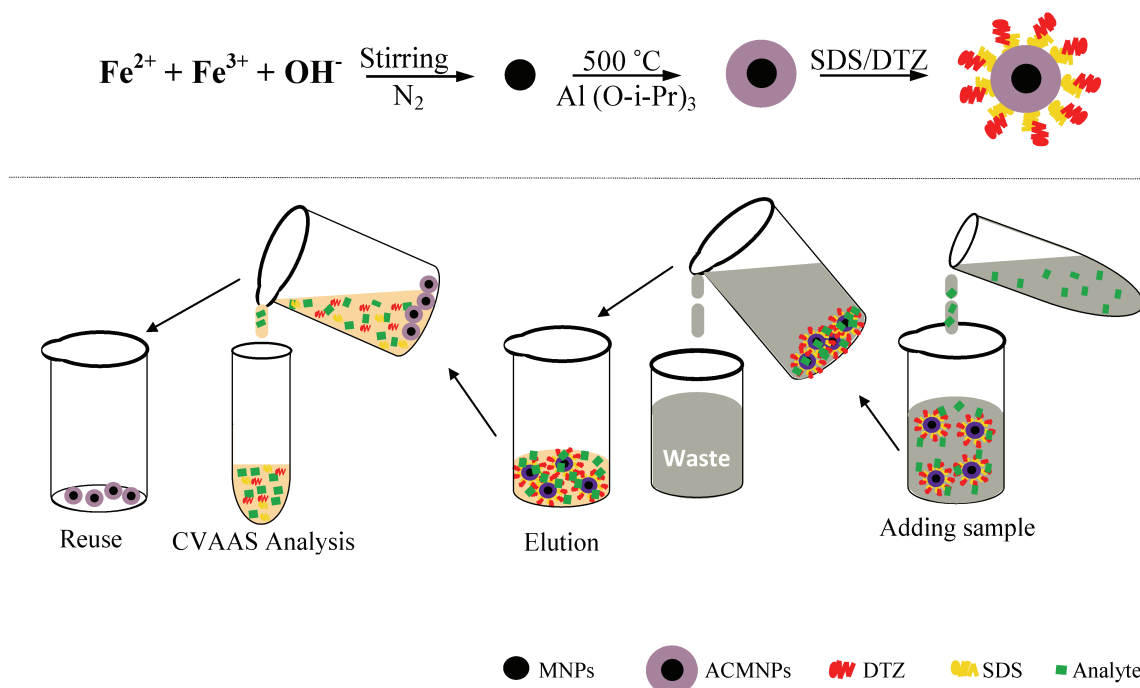 Fe²⁺ + Fe³⁺ + OH⁻
Stirring
N₂
500 °C
Al (O-i-Pr)₃
SDS/DTZ
Waste
Reuse
CVAAS Analysis
Elution
Adding sample
MNPs
ACMNPs
DTZ
SDS
Analyte